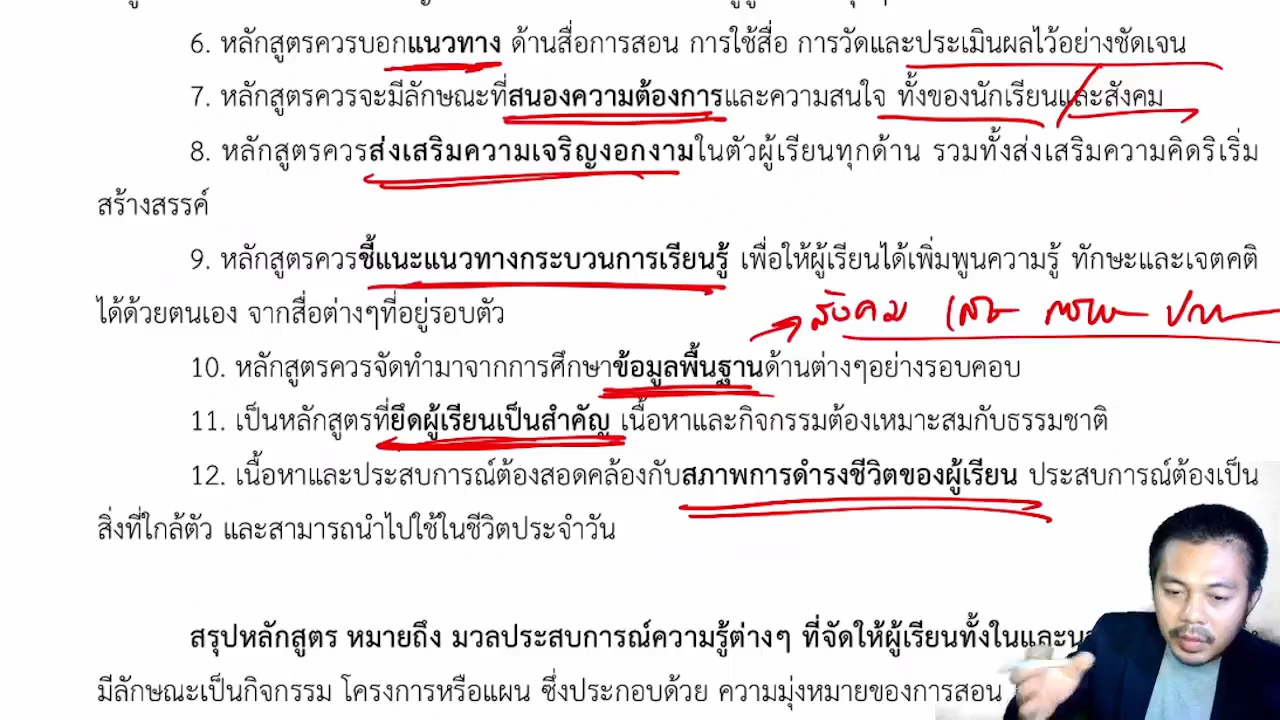 6. หลักสูตรควรบอกแนวทาง ด้านสื่อการสอน การใช้สื่อ การวัดและประเมินผลไว้อย่างชัดเจน
7. หลักสูตรควรจะมีลักษณะที่สนองความต้องการและความสนใจ ทั้งของนักเรียนและสังคม
8. หลักสูตรควรส่งเสริมความเจริญงอกงามในตัวผู้เรียนทุกด้าน รวมทั้งส่งเสริมความคิดริเริ่ม
สร้างสรรค์
9. หลักสูตรควรชี้แนะแนวทางกระบวนการเรียนรู้ เพื่อให้ผู้เรียนได้เพิ่มพูนความรู้ ทักษะและเจตคติ
ได้ด้วยตนเอง จากสื่อต่างๆที่อยู่รอบตัว
สังคม
10. หลักสูตรควรจัดทำมาจากการศึกษาข้อมูลพื้นฐานด้านต่างๆอย่างรอบคอบ
11. เป็นหลักสูตรที่ยึดผู้เรียนเป็นสำคัญ เนื้อหาและกิจกรรมต้องเหมาะสมกับธรรมชาติ
12. เนื้อหาและประสบการณ์ต้องสอดคล้องกับสภาพการดำรงชีวิตของผู้เรียน ประสบการณ์ต้องเป็น
สิ่งที่ใกล้ตัว และสามารถนำไปใช้ในชีวิตประจำวัน
สรุปหลักสูตร หมายถึง มวลประสบการณ์ความรู้ต่างๆ ที่จัดให้ผู้เรียนทั้งในและ
มีลักษณะเป็นกิจกรรม โครงการหรือแผน ซึ่งประกอบด้วย ความมุ่งหมายของการสอน